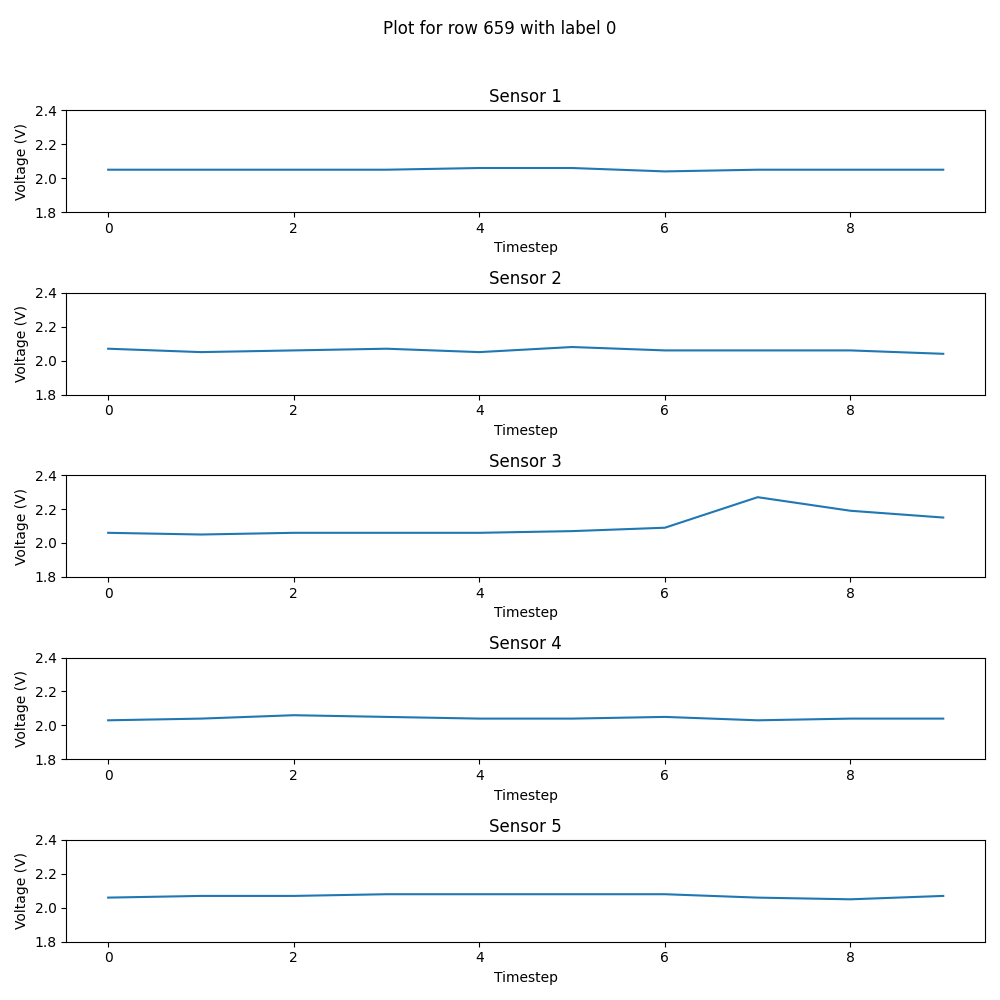 Plot for row 659 with label 0
Sensor 1
2.4
2.2
2.0
1.8
Voltage (V)
0 2 4 6 8
Timestep
Sensor 2
2.4
2.2
2.0
1.8
Voltage (V)
0 2 4 6 8
Timestep
Sensor 3
2.4
2.2
2.0
1.8
Voltage (V)
0 2 4 6 8
Timestep
Sensor 4
2.4
2.2
2.0
1.8
Voltage (V)
0 2 4 6 8
Timestep
Sensor 5
2.4
2.2
2.0
1.8
Voltage (V)
0 2 4 6 8
Timestep